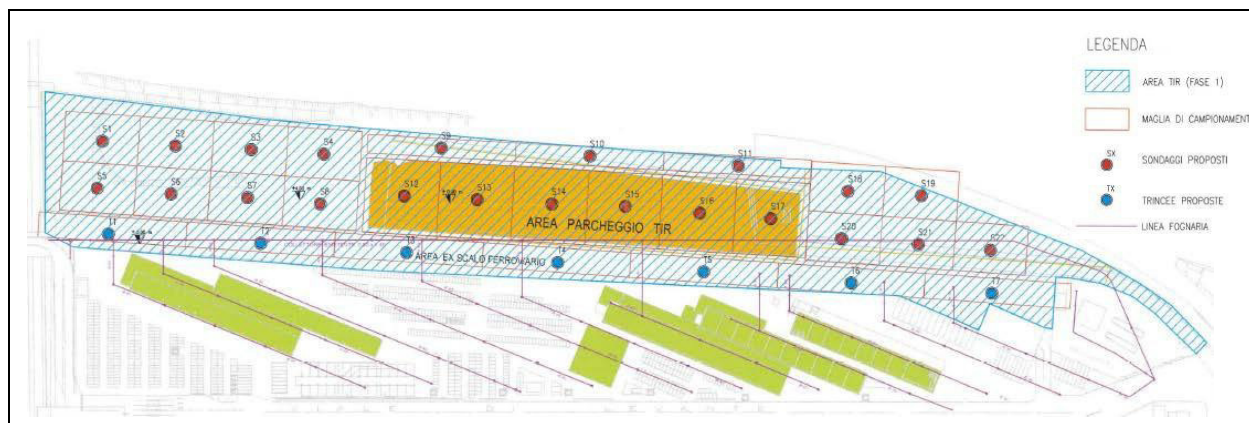 LEGENDA
AREA TIR (FASE 1)
MAGLIA DI CAMPIONAMENT
SX
SONDAGGI PROPOSTI
TX
TRINCEE PROPOSTE
LINEA FOGNARIA
S1
S2
S3
S4
S9
S10
S11
S5
S6
S7
S8
S12
S13
S14
S15
S16
S17
S18
S19
S20
S21
S22
AREA PARCHEGGIO TIR
T1
T2
T3
T4
T5
T6
T7
AREA EX SCALO FERROVIARIO